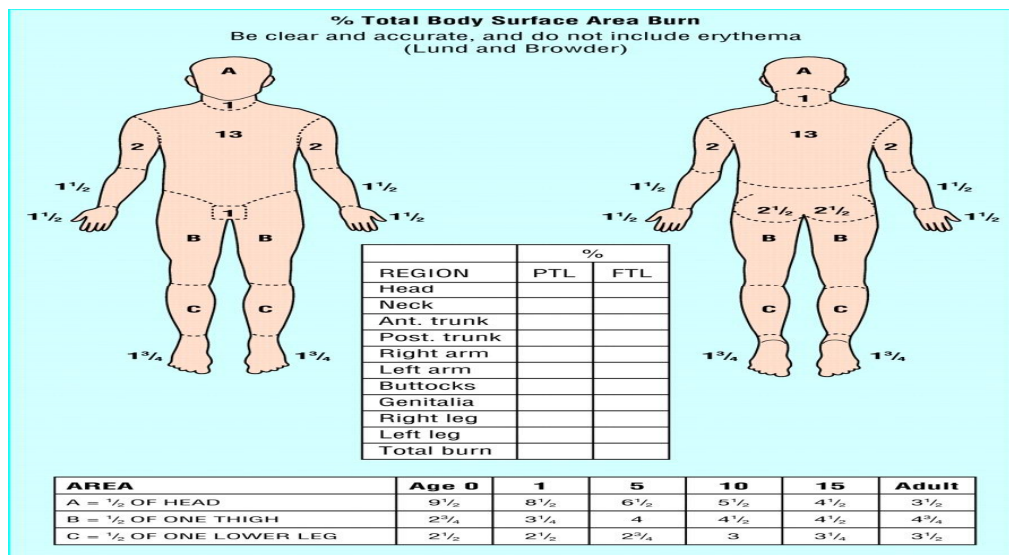 % Total Body Surface Area Burn
Be clear and accurate, and do not include erythema
(Lund and Browder)
A
1
13
2 2
1½ 1½
1½ 1½
1
B B
C C
1¾ 1¾
A
1
13
2 2
1½ 1½
1½ 1½
2½ 2½
B B
C C
1¾ 1¾
%
REGION PTL FTL
Head
Neck
Ant. trunk
Post. trunk
Right arm
Left arm
Buttocks
Genitalia
Right leg
Left leg
Total burn
AREA Age 0 1 5 10 15 Adult
A = ½ OF HEAD 9½ 8½ 6½ 5½ 4½ 3½
B = ½ OF ONE THIGH 2¾ 3¼ 4 4½ 4½ 4¾
C = ½ OF ONE LOWER LEG 2½ 2½ 2¾ 3 3¼ 3½